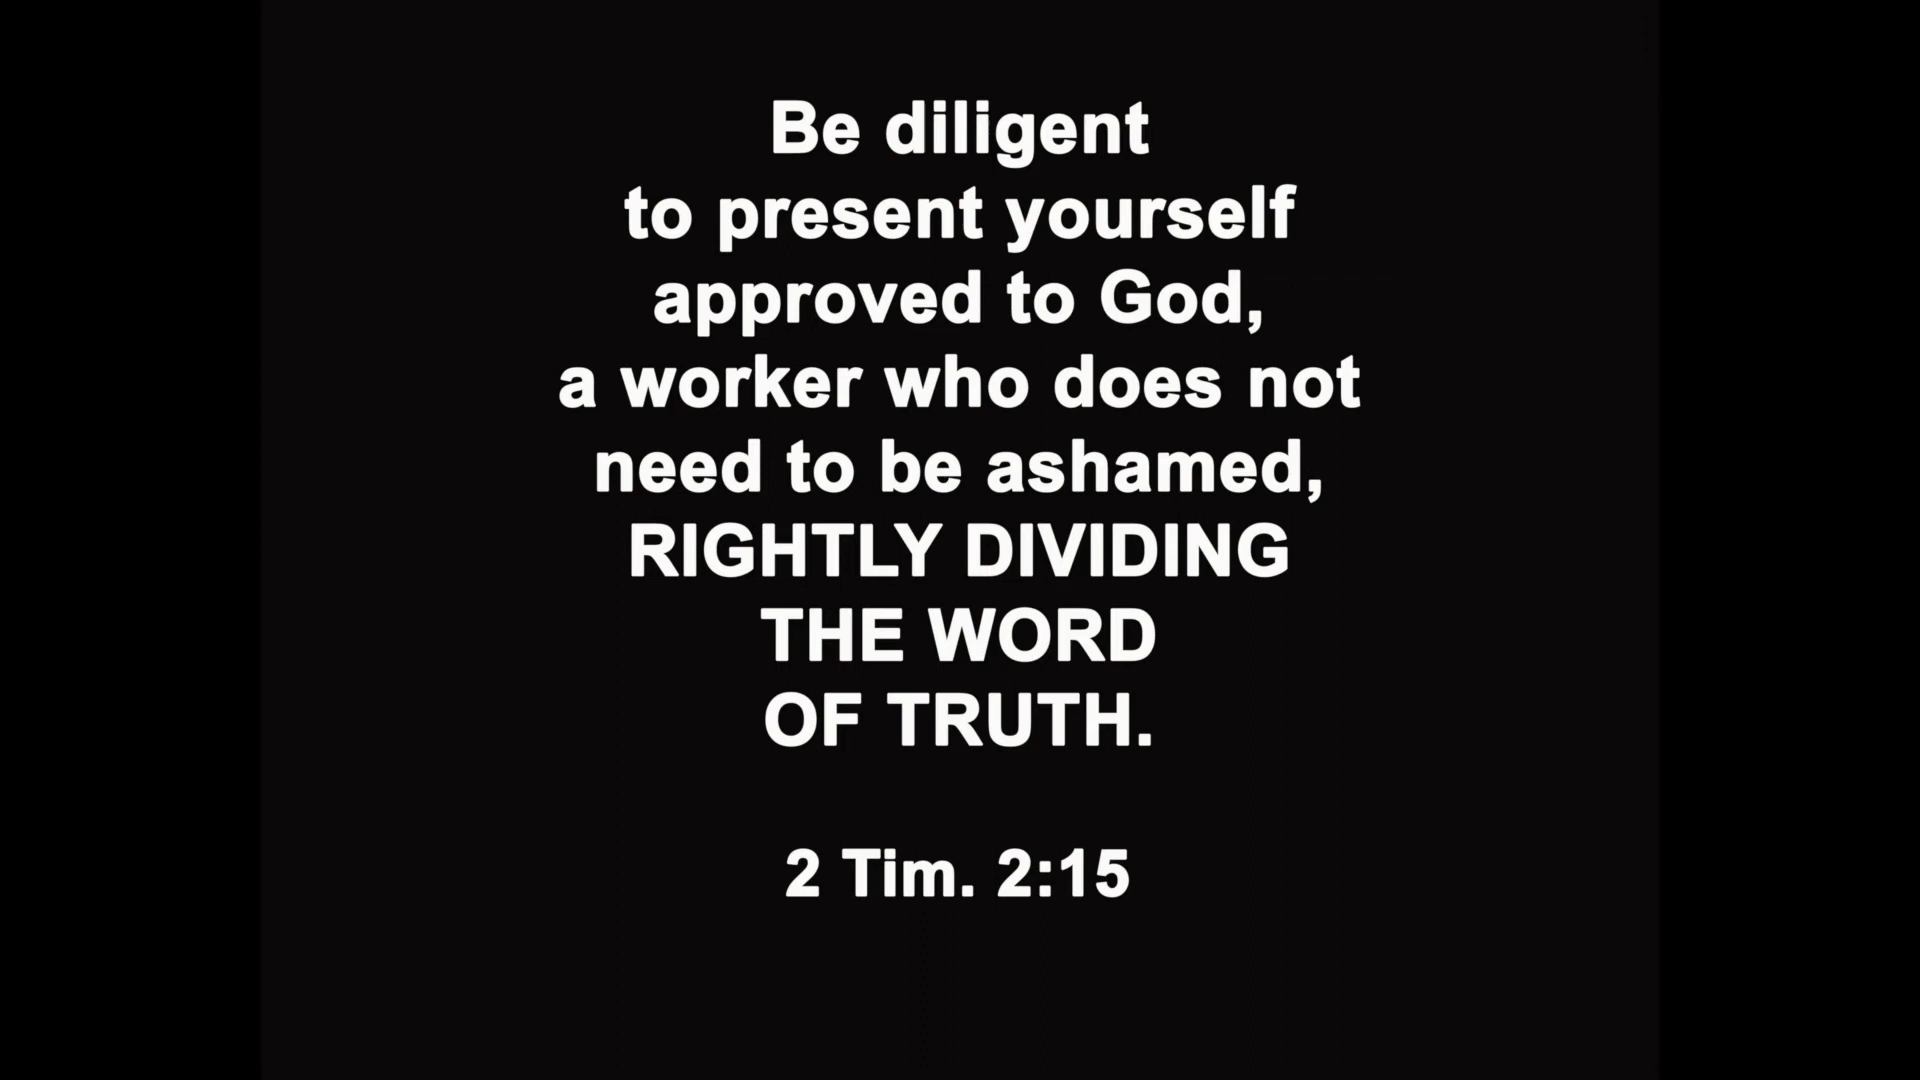 Be diligent
to present yourself
approved to God,
a worker who does not
need to be ashamed,
RIGHTLY DIVIDING
THE WORD
OF TRUTH.
2 Tim. 2:15